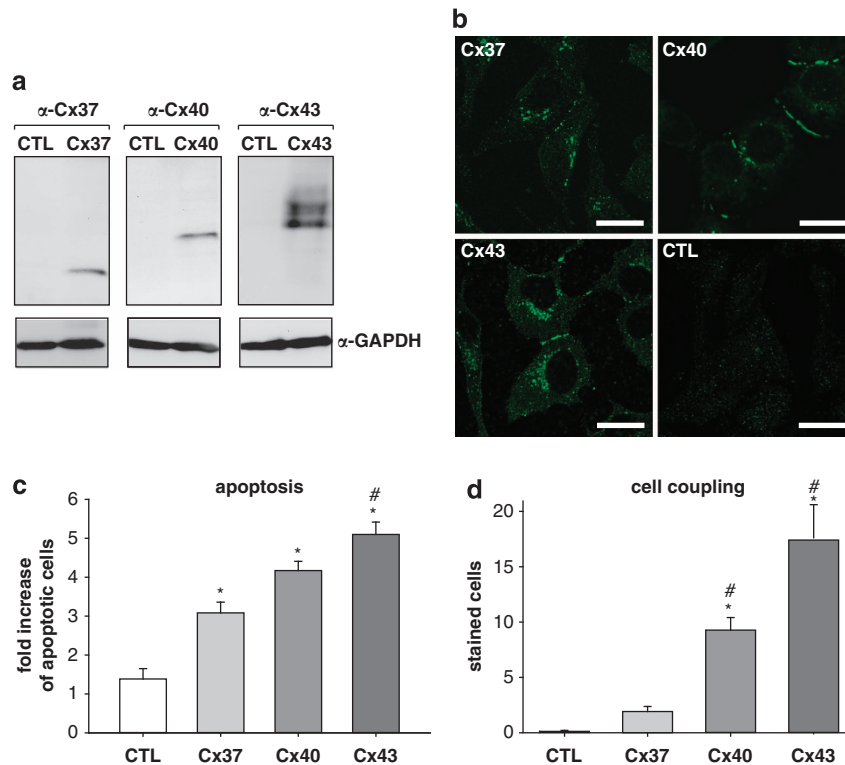 a
α-Cx37 α-Cx40 α-Cx43
CTL Cx37 CTL Cx40 CTL Cx43
α-GAPDH
b
Cx37 Cx40
Cx43 CTL
c
apoptosis
fold increase
of apoptotic cells
6
5
4
3
2
1
0
*
*
#
*
CTL Cx37 Cx40 Cx43
d
cell coupling
stained cells
20
15
10
5
0
#
*
#
*
CTL Cx37 Cx40 Cx43